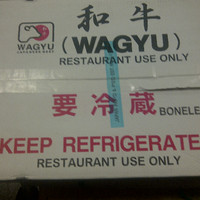 和牛
WAGYU
(WAGYU)
RESTAURANT USE ONLY
要冷蔵
BONELE
KEEP REFRIGERATE
RESTAURANT USE ONLY